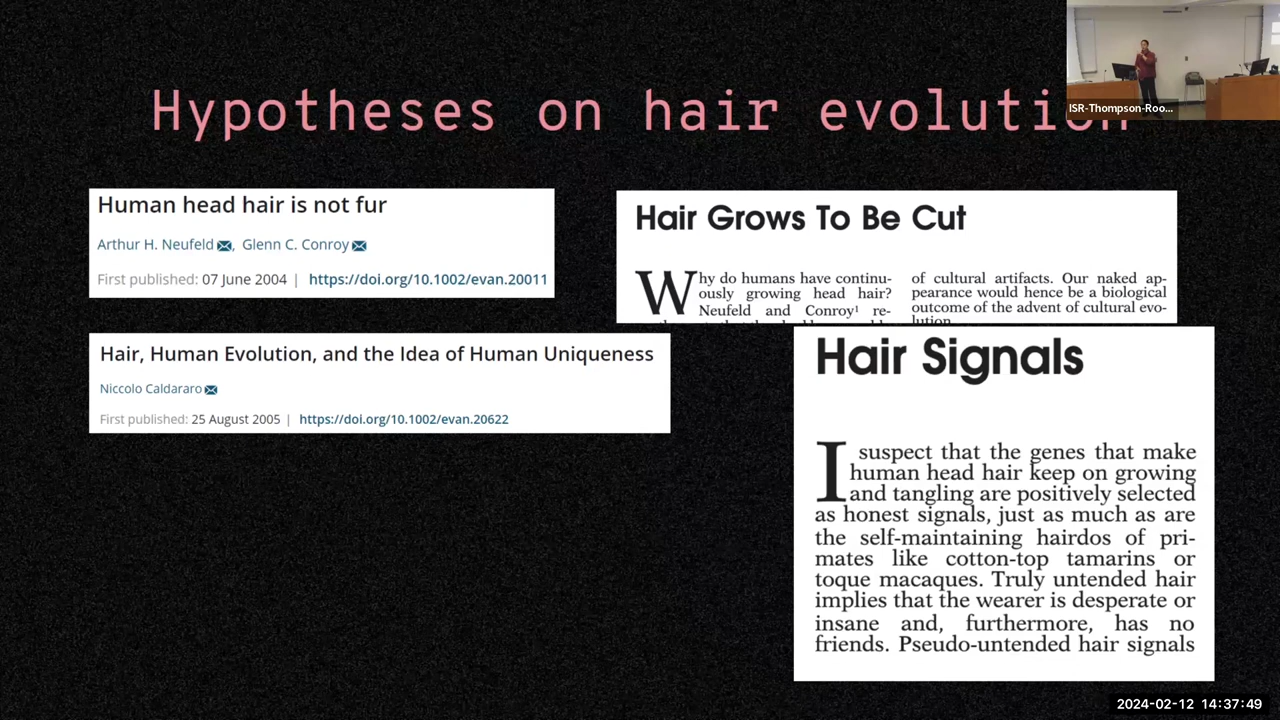 Hypotheses on hair evolution
ISR-Thompson-Roo...
Human head hair is not fur
Arthur H. Neufeld, Glenn C. Conroy
First published: 07 June 2004 | https://doi.org/10.1002/evan.20011
Hair Grows To Be Cut
Why do humans have continu-
ously growing head hair?
Neufeld and Conroy¹ re-
of cultural artifacts. Our naked ap-
pearance would hence be a biological
outcome of the advent of cultural evo-
lution.
Hair, Human Evolution, and the Idea of Human Uniqueness
Niccolo Caldararo
First published: 25 August 2005 | https://doi.org/10.1002/evan.20622
Hair Signals
I suspect that the genes that make
human head hair keep on growing
and tangling are positively selected
as honest signals, just as much as are
the self-maintaining hairdos of pri-
mates like cotton-top tamarins or
toque macaques. Truly untended hair
implies that the wearer is desperate or
insane and, furthermore, has no
friends. Pseudo-untended hair signals
2024-02-12 14:37:49